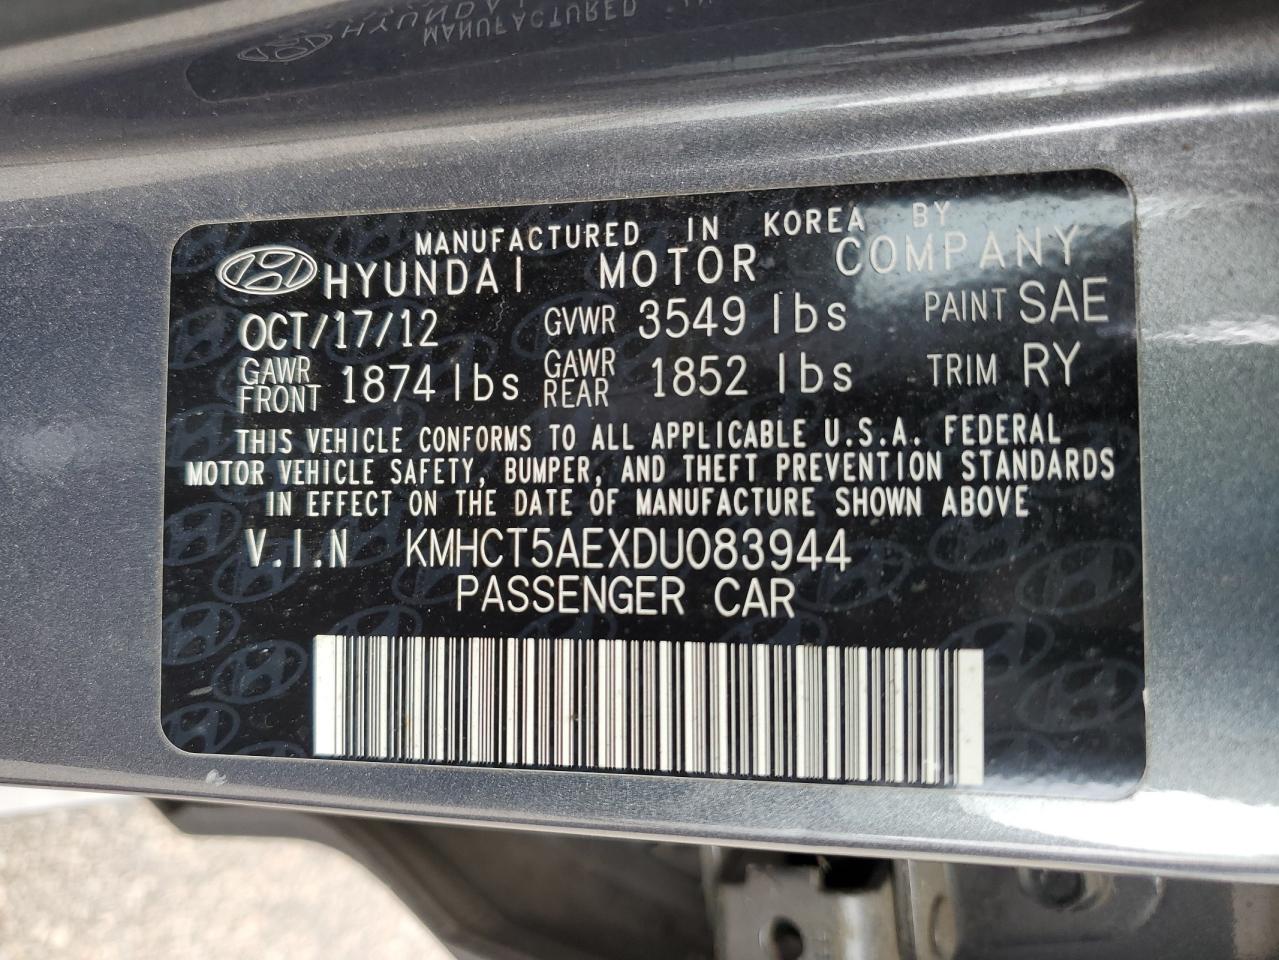 MANUFACTURED IN KOREA BY
HYUNDAI MOTOR COMPANY
OCT/17/12 GVWR 3549 lbs PAINT SAE
GAWR FRONT 1874 lbs GAWR REAR 1852 lbs TRIM RY
THIS VEHICLE CONFORMS TO ALL APPLICABLE U.S.A. FEDERAL
MOTOR VEHICLE SAFETY, BUMPER, AND THEFT PREVENTION STANDARDS
IN EFFECT ON THE DATE OF MANUFACTURE SHOWN ABOVE
V.I.N KMHCT5AEXDU083944
PASSENGER CAR